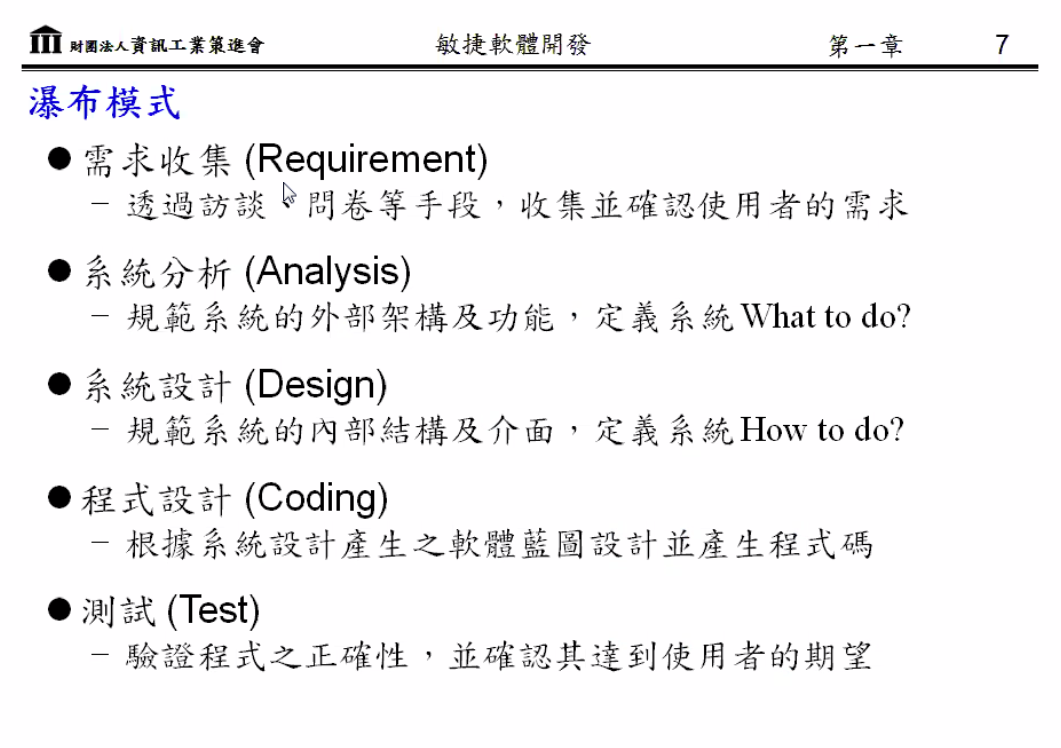 財團法人資訊工業策進會 敏捷軟體開發 第一章 7
瀑布模式
● 需求收集 (Requirement)
– 透過訪談、問卷等手段，收集並確認使用者的需求
● 系統分析 (Analysis)
– 規範系統的外部架構及功能，定義系統 What to do?
● 系統設計 (Design)
– 規範系統的內部結構及介面，定義系統 How to do?
● 程式設計 (Coding)
– 根據系統設計產生之軟體藍圖設計並產生程式碼
● 測試 (Test)
– 驗證程式之正確性，並確認其達到使用者的期望